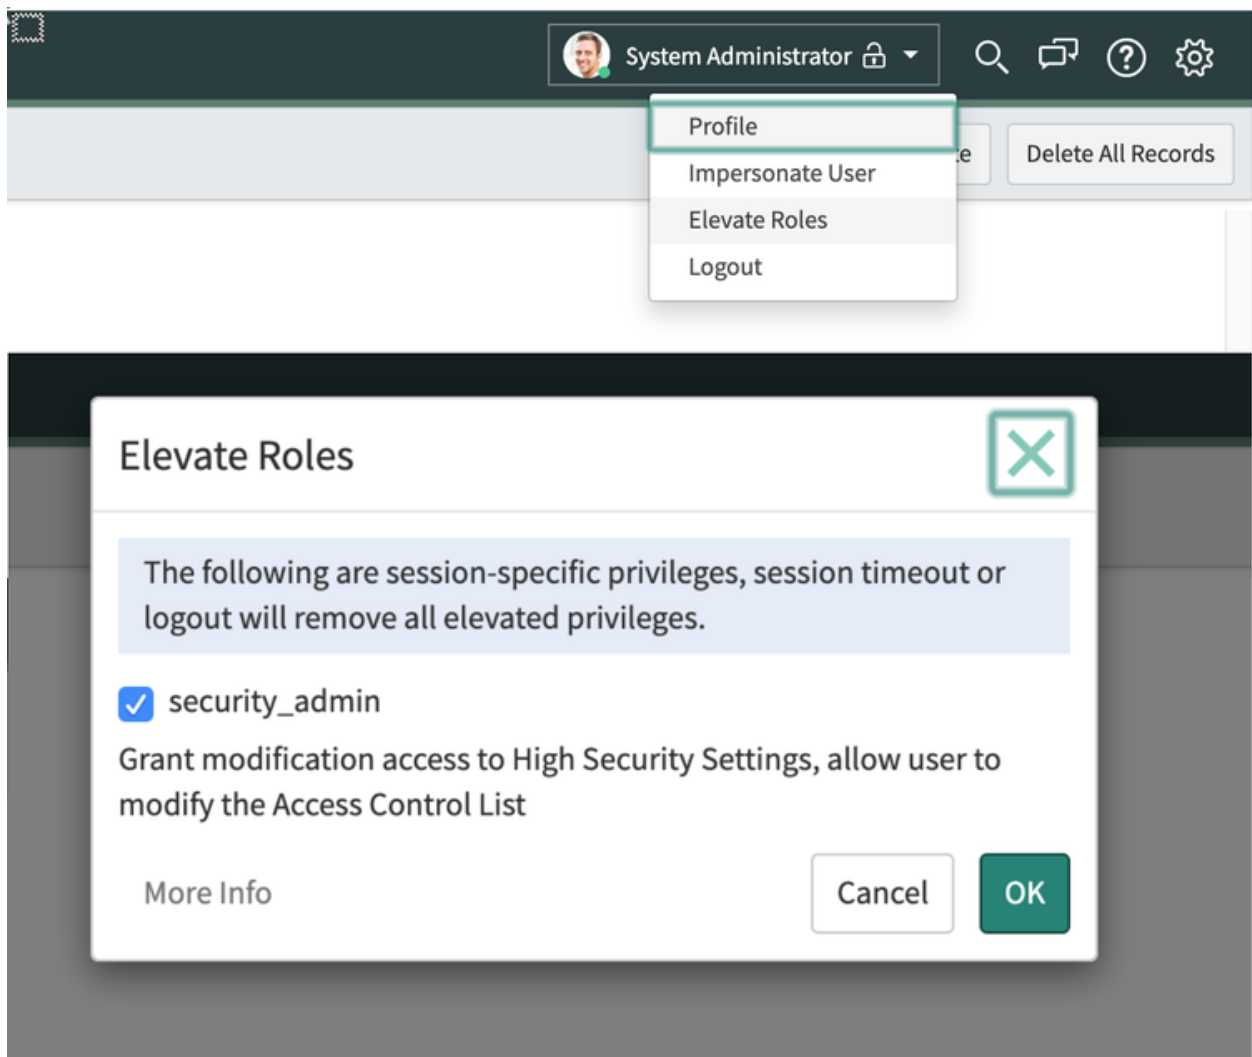 System Administrator
Profile
Delete All Records
Impersonate User
Elevate Roles
Logout
Elevate Roles
The following are session-specific privileges, session timeout or
logout will remove all elevated privileges.
security_admin
Grant modification access to High Security Settings, allow user to
modify the Access Control List
More Info
Cancel
OK